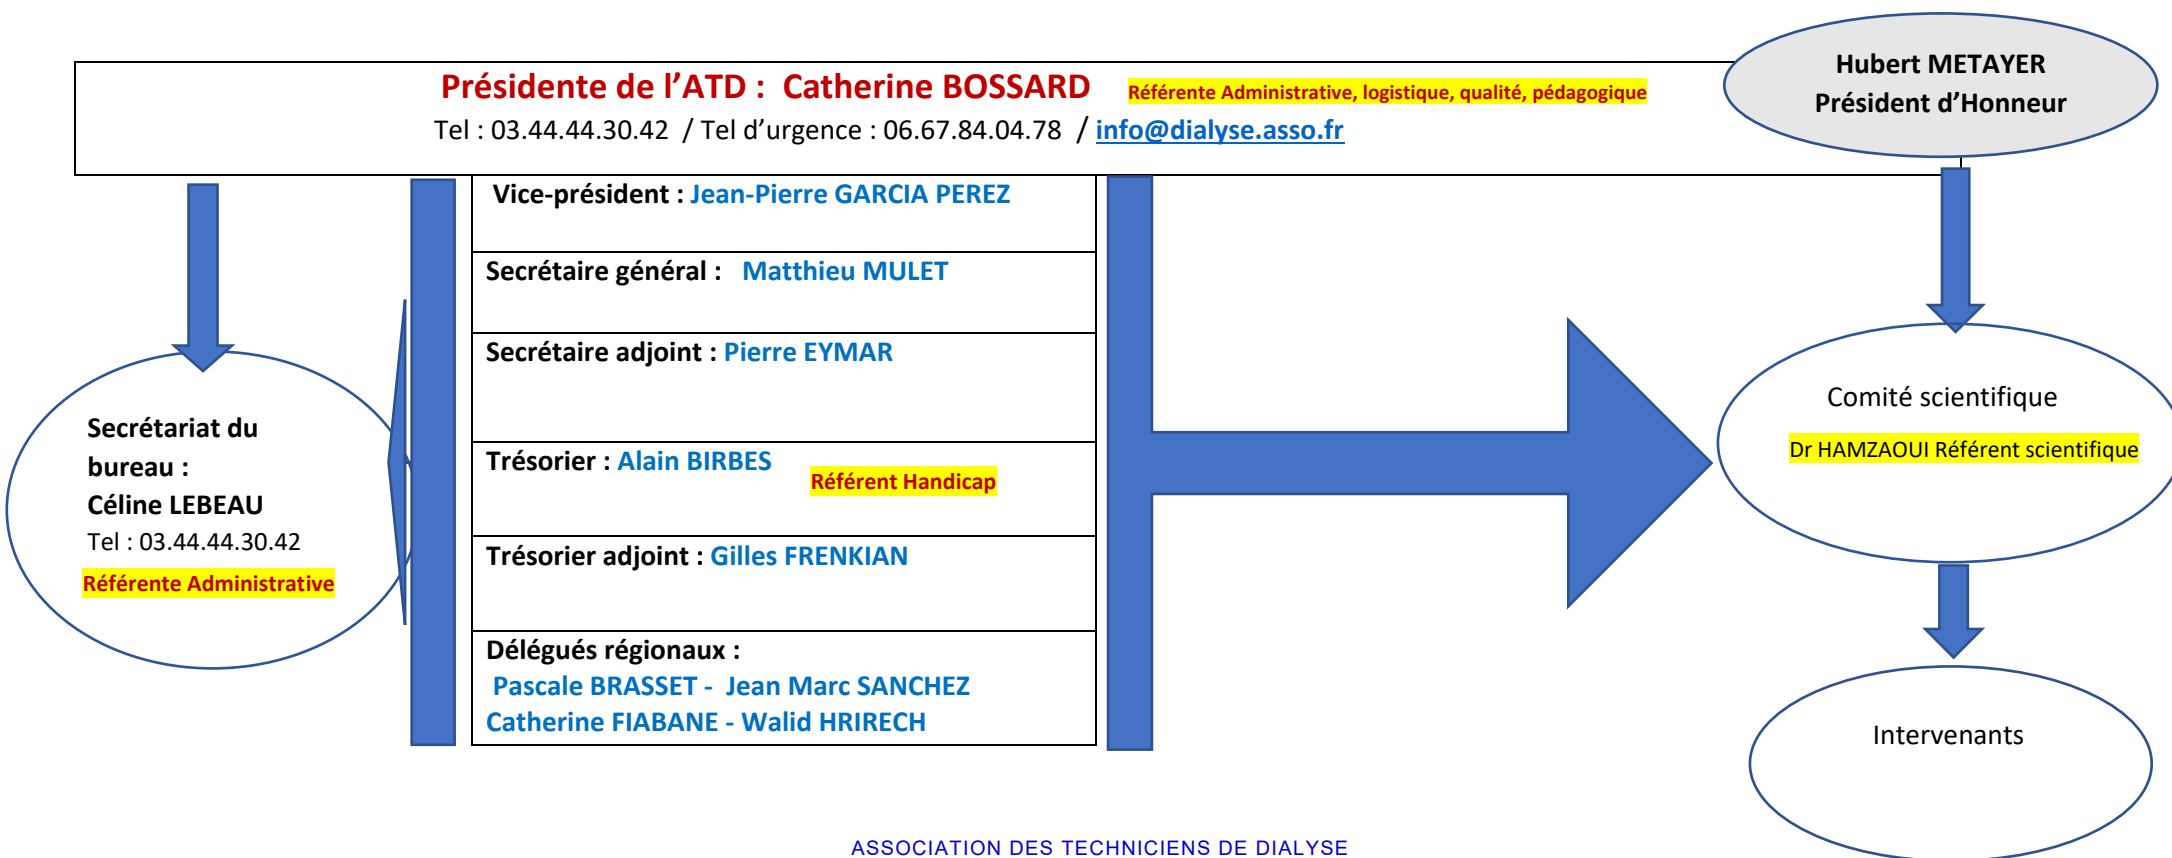 Hubert METAYER
Président d’Honneur
Présidente de l’ATD : Catherine BOSSARD Référente Administrative, logistique, qualité, pédagogique
Tel : 03.44.44.30.42 / Tel d’urgence : 06.67.84.04.78 / info@dialyse.asso.fr
Vice-président : Jean-Pierre GARCIA PEREZ
Secrétaire général : Matthieu MULET
Secrétaire adjoint : Pierre EYMAR
Trésorier : Alain BIRBES
Référent Handicap
Trésorier adjoint : Gilles FRENKIAN
Délégués régionaux :
Pascale BRASSET - Jean Marc SANCHEZ
Catherine FIABANE - Walid HRIRECH
Secrétariat du
bureau :
Céline LEBEAU
Tel : 03.44.44.30.42
Référente Administrative
Comité scientifique
Dr HAMZAOUI Référent scientifique
Intervenants
ASSOCIATION DES TECHNICIENS DE DIALYSE